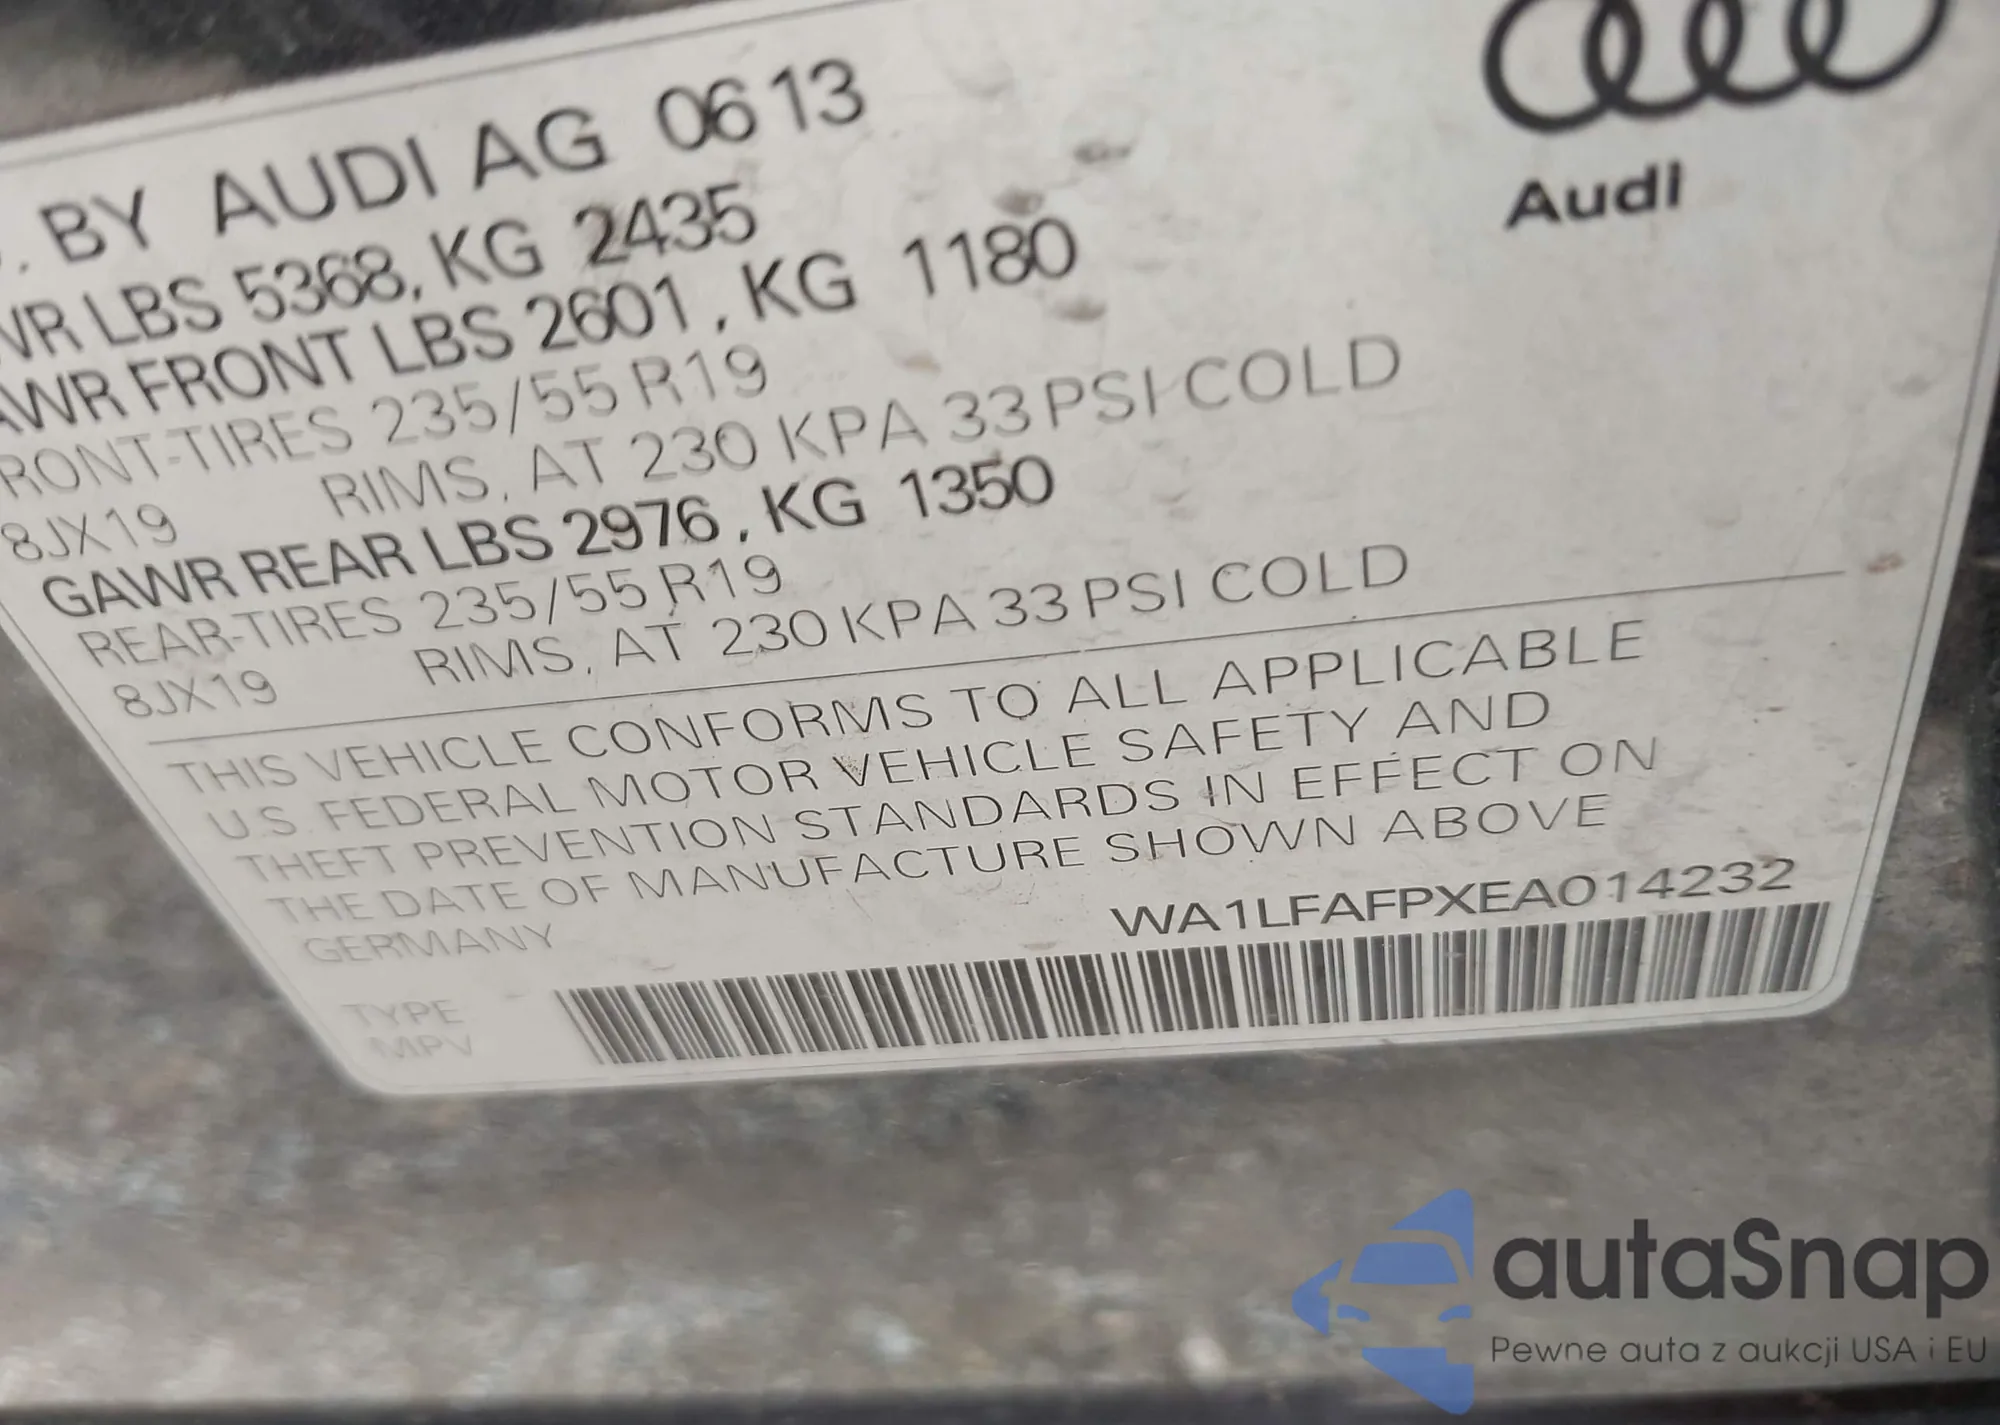 . BY AUDI AG 0613
WR LBS 5368, KG 2435
AWR FRONT LBS 2601, KG 1180
RONT-TIRES 235/55 R19
8JX19 RIMS, AT 230 KPA 33 PSI COLD
GAWR REAR LBS 2976, KG 1350
REAR-TIRES 235/55 R19
8JX19 RIMS, AT 230 KPA 33 PSI COLD
THIS VEHICLE CONFORMS TO ALL APPLICABLE
U.S. FEDERAL MOTOR VEHICLE SAFETY AND
THEFT PREVENTION STANDARDS IN EFFECT ON
THE DATE OF MANUFACTURE SHOWN ABOVE
GERMANY
WA1LFAFPXEA014232
TYPE
MPV
Audi
autaSnap
Pewne auta z aukcji USA i EU